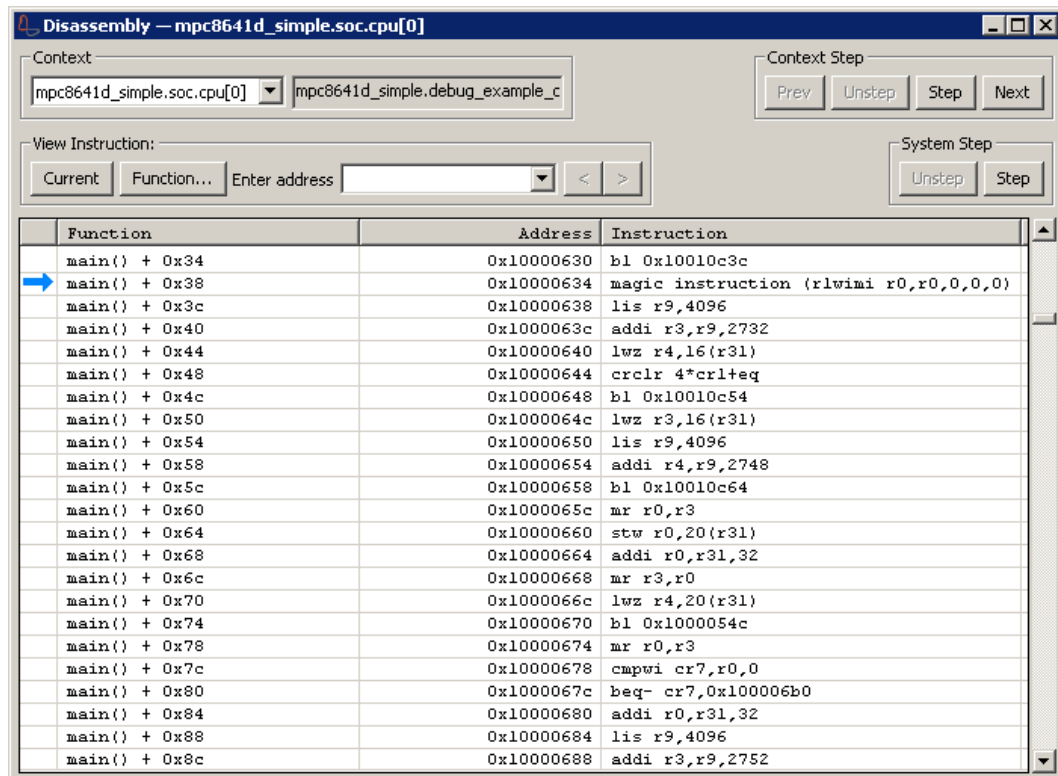 Disassembly — mpc8641d_simple.soc.cpu[0]
Context
Context Step
mpc8641d_simple.soc.cpu[0] mpc8641d_simple.debug_example_c
Prev Unstep Step Next
View Instruction:
System Step
Current Function... Enter address < >
Unstep Step
Function Address Instruction
main() + 0x34 0x10000630 bl 0x10010c3c
main() + 0x38 0x10000634 magic instruction (rlwimi r0,r0,0,0,0)
main() + 0x3c 0x10000638 lis r9,4096
main() + 0x40 0x1000063c addi r3,r9,2732
main() + 0x44 0x10000640 lwz r4,16(r31)
main() + 0x48 0x10000644 crclr 4*cr1+eq
main() + 0x4c 0x10000648 bl 0x10010c54
main() + 0x50 0x1000064c lwz r3,16(r31)
main() + 0x54 0x10000650 lis r9,4096
main() + 0x58 0x10000654 addi r4,r9,2748
main() + 0x5c 0x10000658 bl 0x10010c64
main() + 0x60 0x1000065c mr r0,r3
main() + 0x64 0x10000660 stw r0,20(r31)
main() + 0x68 0x10000664 addi r0,r31,32
main() + 0x6c 0x10000668 mr r3,r0
main() + 0x70 0x1000066c lwz r4,20(r31)
main() + 0x74 0x10000670 bl 0x1000054c
main() + 0x78 0x10000674 mr r0,r3
main() + 0x7c 0x10000678 cmpwi cr7,r0,0
main() + 0x80 0x1000067c beq- cr7,0x100006b0
main() + 0x84 0x10000680 addi r0,r31,32
main() + 0x88 0x10000684 lis r9,4096
main() + 0x8c 0x10000688 addi r3,r9,2752